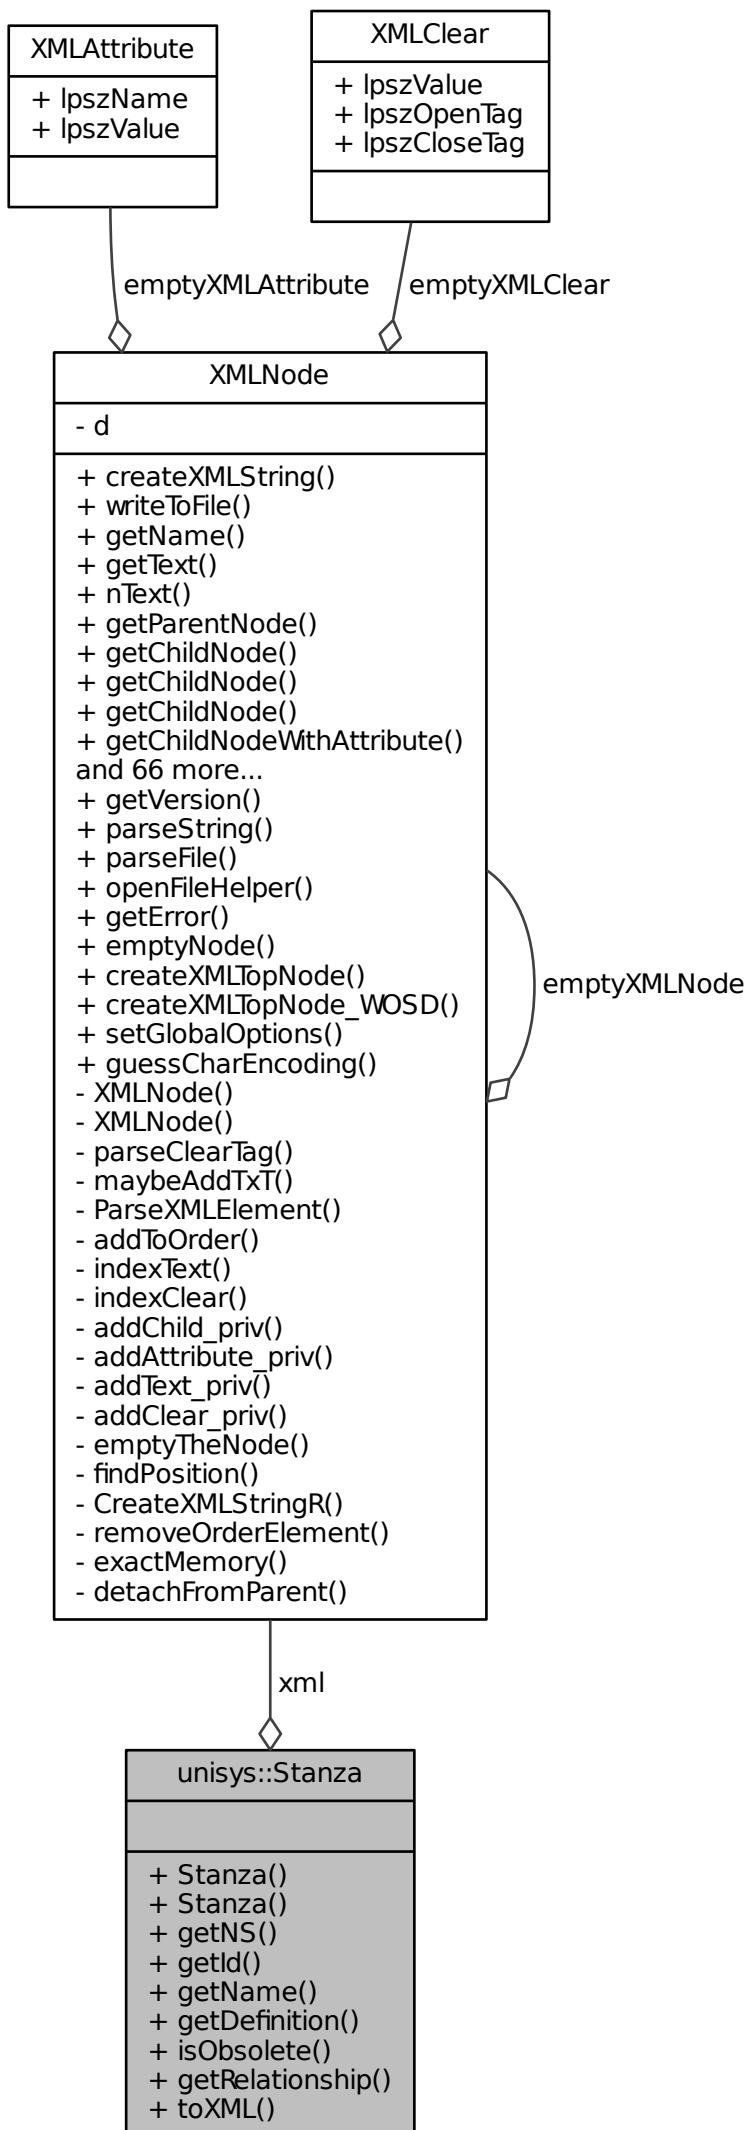 XMLAttribute
+ lpszName
+ lpszValue
XMLClear
+ lpszValue
+ lpszOpenTag
+ lpszCloseTag
emptyXMLAttribute
emptyXMLClear
XMLNode
- d
+ createXMLString()
+ writeToFile()
+ getName()
+ getText()
+ nText()
+ getParentNode()
+ getChildNode()
+ getChildNode()
+ getChildNode()
+ getChildNodeWithAttribute()
and 66 more...
+ getVersion()
+ parseString()
+ parseFile()
+ openFileHelper()
+ getError()
+ emptyNode()
+ createXMLTopNode()
+ createXMLTopNode_WOSD()
+ setGlobalOptions()
+ guessCharEncoding()
- XMLNode()
- XMLNode()
- parseClearTag()
- maybeAddTxT()
- ParseXMLElement()
- addToOrder()
- indexText()
- indexClear()
- addChild_priv()
- addAttribute_priv()
- addText_priv()
- addClear_priv()
- emptyTheNode()
- findPosition()
- CreateXMLStringR()
- removeOrderElement()
- exactMemory()
- detachFromParent()
emptyXMLNode
xml
unisys::Stanza
+ Stanza()
+ Stanza()
+ getNS()
+ getId()
+ getName()
+ getDefinition()
+ isObsolete()
+ getRelationship()
+ toXML()